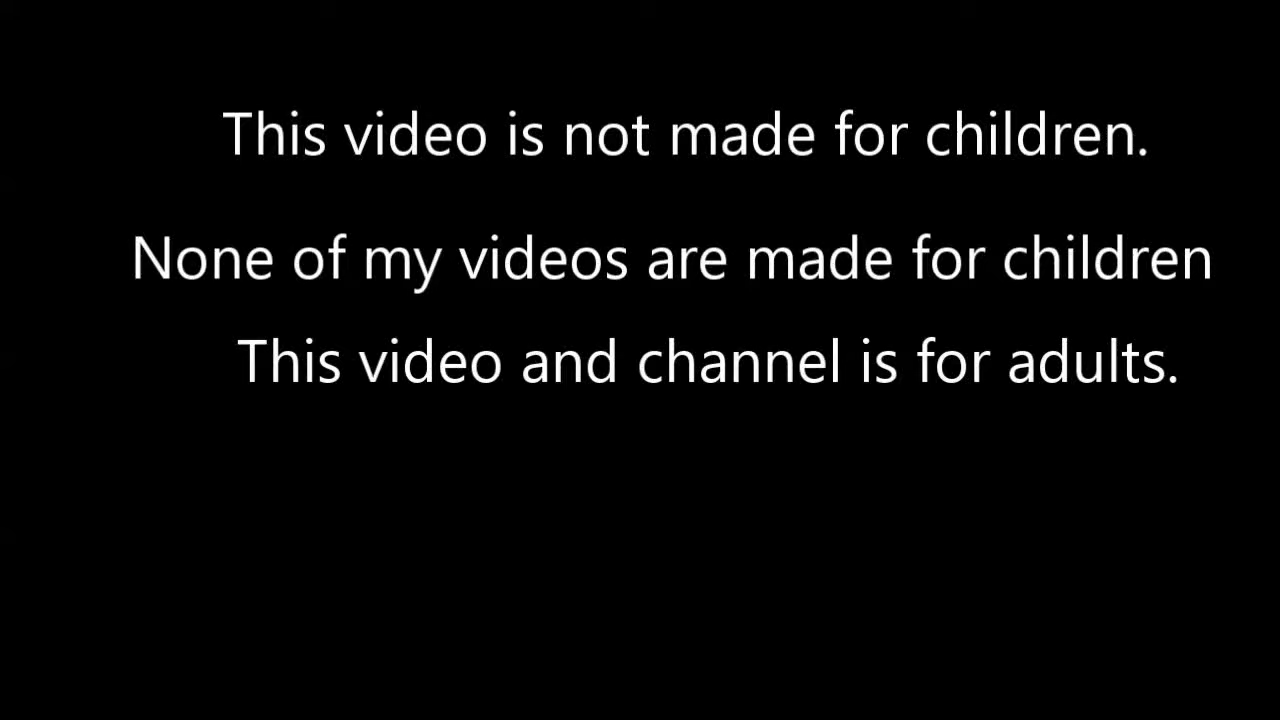 This video is not made for children.
None of my videos are made for children
This video and channel is for adults.